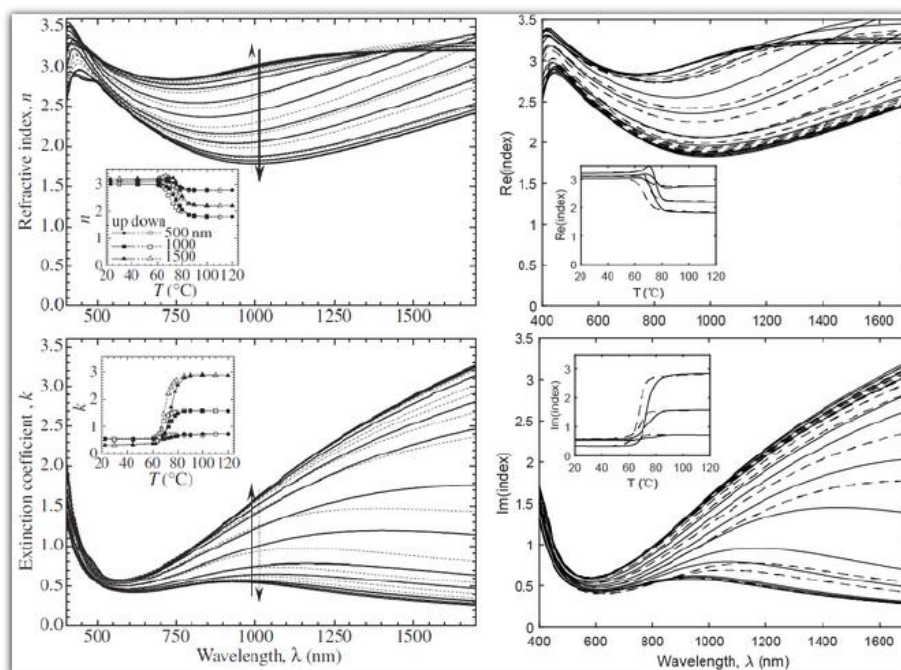 3.5
3.0
2.5
2.0
1.5
1.0
0.5
0.0
Refractive index, n
500
1000
1500
3
2
1
0
n
up down
500 nm
1000
1500
20 40 60 80 100 120
T (°C)
3.5
3
2.5
2
1.5
1
0.5
0
Re(index)
400 600 800 1000 1200 1400 1600
3
2
1
0
Re(index)
20 40 60 80 100 120
T (℃)
3.5
3.0
2.5
2.0
1.5
1.0
0.5
0.0
Extinction coefficient, k
500
1000
1500
Wavelength, λ (nm)
3
2
1
0
k
20 40 60 80 100 120
T (°C)
3.5
3
2.5
2
1.5
1
0.5
0
Im(index)
400 600 800 1000 1200 1400 1600
Wavelength, λ (nm)
3
2
1
0
Im(index)
20 40 60 80 100 120
T (℃)